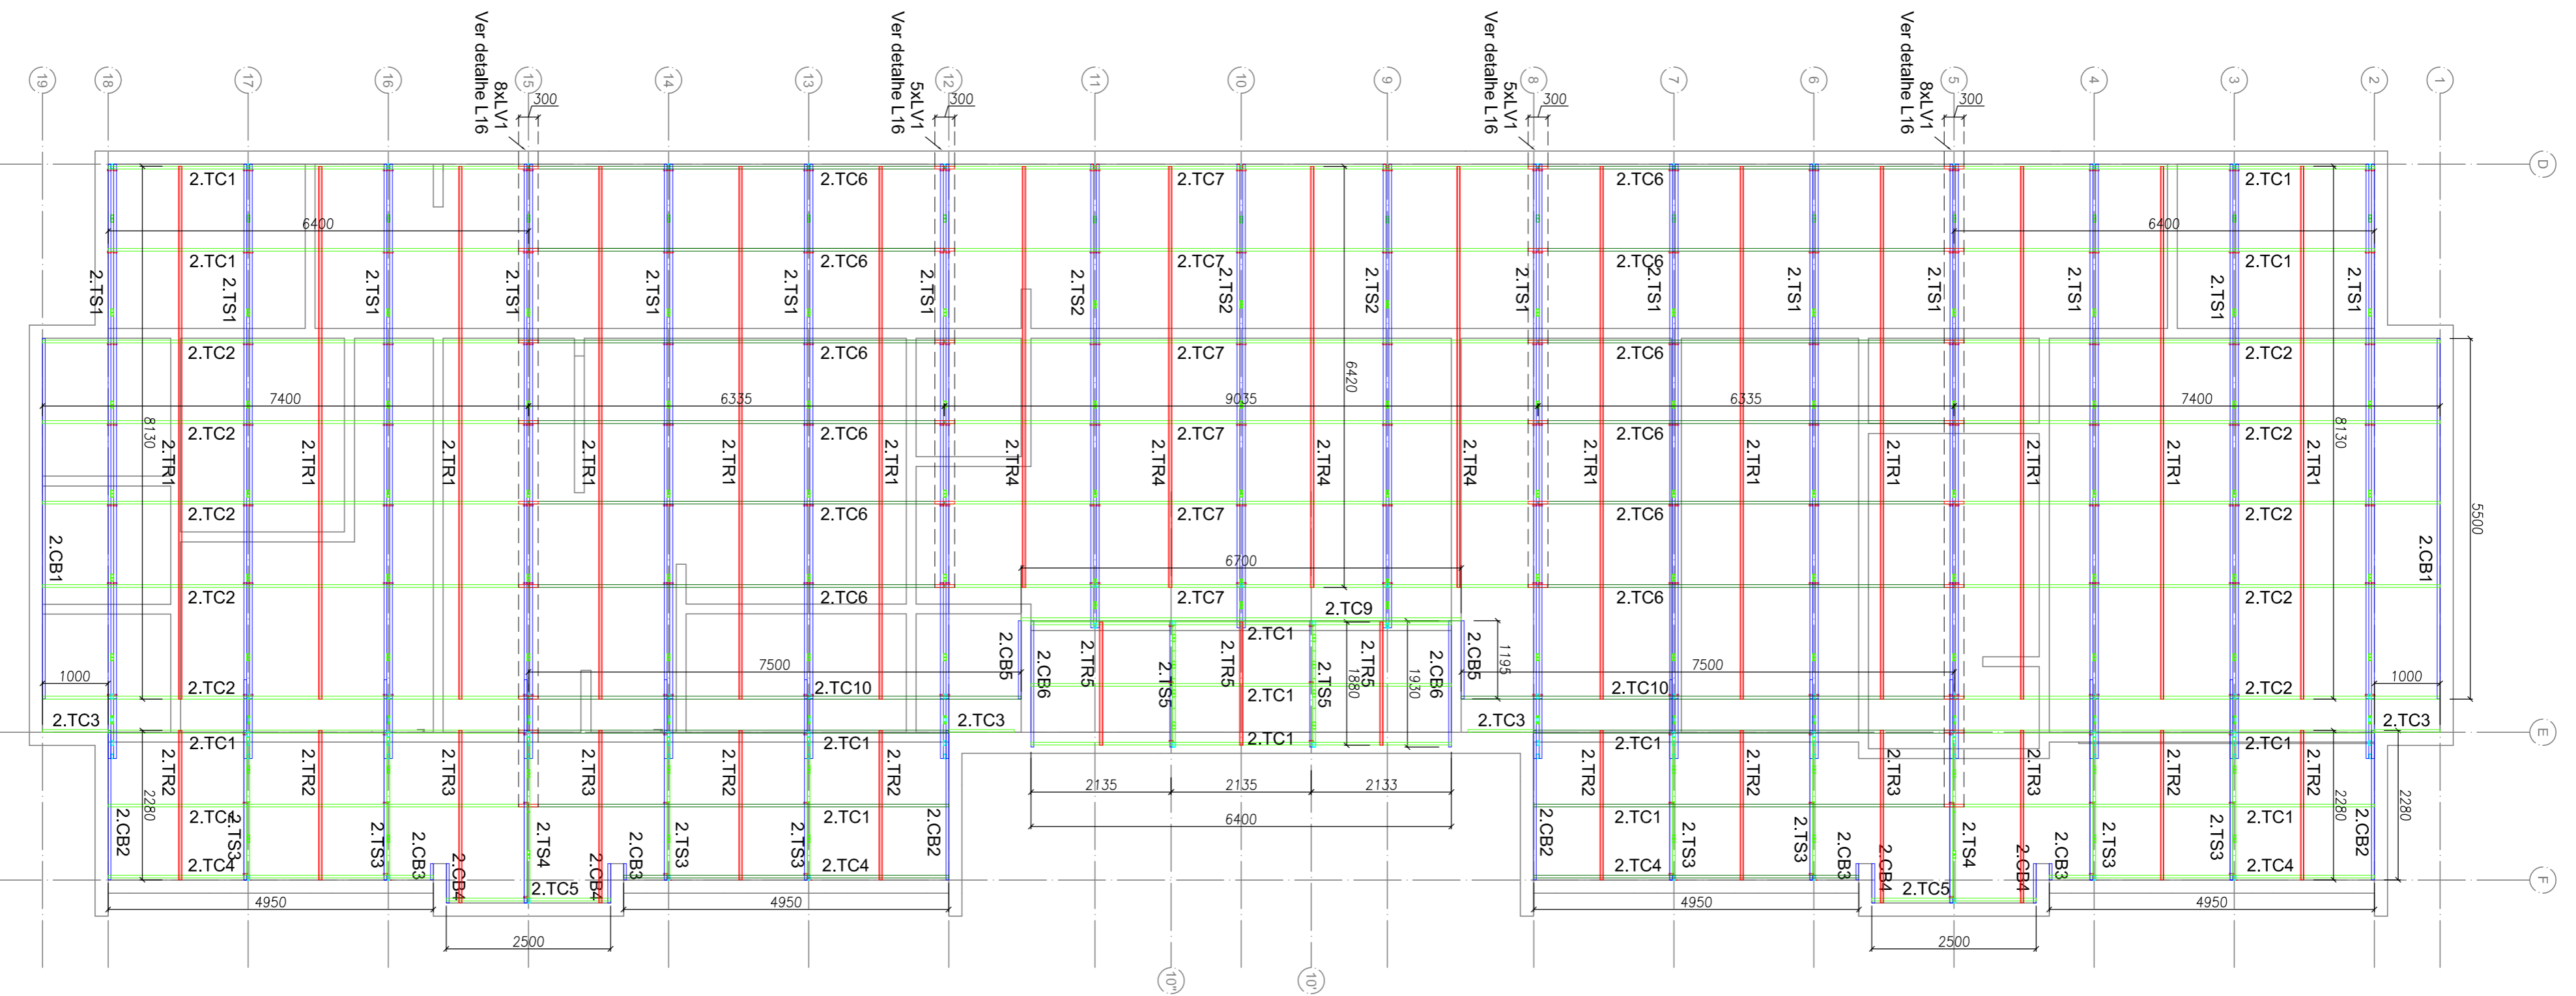 Ver detalhe L16
8xLV1
300
Ver detalhe L16
5xLV1
300
Ver detalhe L16
5xLV1
300
Ver detalhe L16
8xLV1
300
19
18
17
16
15
14
13
12
11
10
9
8
7
6
5
4
3
2
1
D
2.TC1
2.TC6
2.TC7
2.TC6
2.TC1
6400
6400
2.TC1
2.TC6
2.TC7
2.TC6
2.TC1
2.TS1
2.TS1
2.TS1
2.TS1
2.TS1
2.TS1
2.TS1
2.TS2
2.TS2
2.TS2
2.TS1
2.TS1
2.TS1
2.TS1
2.TS1
2.TS1
2.TS1
2.TC2
2.TC6
2.TC7
2.TC6
2.TC2
6420
7400
6335
9035
6335
7400
8130
8130
2.TC2
2.TC6
2.TC7
2.TC6
2.TC2
2.TR1
2.TR1
2.TR1
2.TR1
2.TR1
2.TR1
2.TR4
2.TR4
2.TR4
2.TR4
2.TR1
2.TR1
2.TR1
2.TR1
2.TR1
2.TR1
2.TC2
2.TC6
2.TC7
2.TC6
2.TC2
5500
2.CB1
2.CB1
6700
2.TC2
2.TC6
2.TC7
2.TC9
2.TC6
2.TC2
2.TC1
2.CB5
2.CB6
2.TR5
2.TS5
2.TR5
2.TS5
2.TR5
2.CB6
2.CB5
1195
1880
1930
1000
7500
7500
1000
2.TC2
2.TC10
2.TC1
2.TC10
2.TC2
2.TC3
2.TC3
2.TC3
2.TC3
E
2.TC1
2.TC1
2.TC1
2.TC1
2.TC1
2.TR2
2.TR2
2.TR3
2.TR3
2.TR2
2.TR2
2.TR2
2.TR2
2.TR3
2.TR3
2.TR2
2.TR2
2280
2280
2280
2135
2135
2133
6400
2.TC1
2.TC1
2.TC1
2.CB2
2.TS3
2.TS3
2.CB3
2.CB4
2.TS4
2.CB4
2.CB3
2.TS3
2.TS3
2.CB2
2.CB2
2.TS3
2.TS3
2.CB3
2.CB4
2.TS4
2.CB4
2.CB3
2.TS3
2.TS3
2.CB2
2.TC4
2.TC4
2.TC4
2.TC4
F
2.TC5
2.TC5
4950
4950
4950
4950
2500
2500
10"
10'